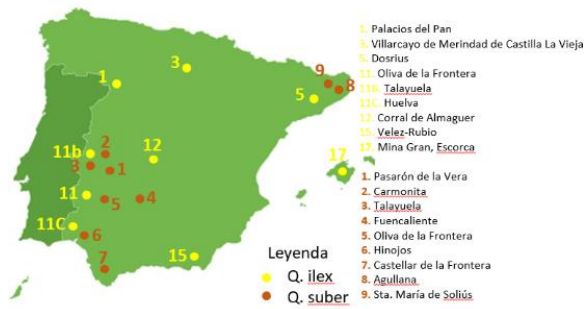 1. Palacios del Pan
3. Villarcayo de Merindad de Castilla La Vieja
5. Dosrius
11. Oliva de la Frontera
11B. Talayuela
11C. Huelva
12. Corral de Almaguer
15. Velez-Rubio
17. Mina Gran, Escorca
1. Pasarón de la Vera
2. Carmonita
3. Talayuela
4. Fuencaliente
5. Oliva de la Frontera
6. Hinojos
7. Castellar de la Frontera
8. Agullana
9. Sta. María de Soliús
3
1
9
8
5
11b
2
12
17
3
1
11
5
4
11C
6
15
7
Leyenda
Q. ilex
Q. suber